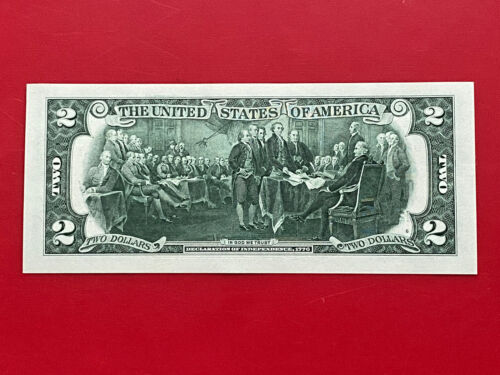 THE UNITED STATES OF AMERICA
2
2
TWO
TWO
2
2
TWO DOLLARS
IN GOD WE TRUST
TWO DOLLARS
DECLARATION OF INDEPENDENCE, 1776